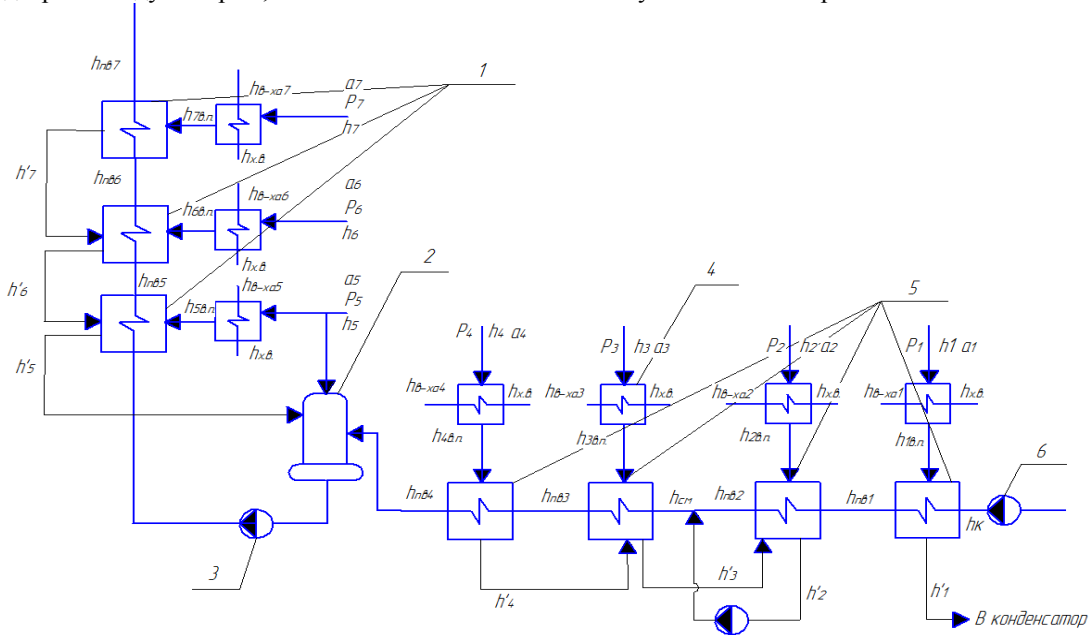 hпв7
1
hв-ха7
a7
P7
h7в.п.
h7
hх.в.
h'7
hпв6
hв-ха6
a6
h6в.п.
P6
h6
hх.в.
h'6
hпв5
hв-ха5
a5
2
4
5
h5в.п.
P5
h5
hх.в.
h'5
P4
h4 a4
P3
h3 a3
P2
h2 a2
P1
h1 a1
hв-ха4
hх.в.
hв-ха3
hх.в.
hв-ха2
hх.в.
hв-ха1
hх.в.
h4в.п.
h3в.п.
h2в.п.
h1в.п.
6
hпв4
hпв3
hсм
hпв2
hпв1
hК
3
h'4
h'3
h'2
h'1
В конденсатор